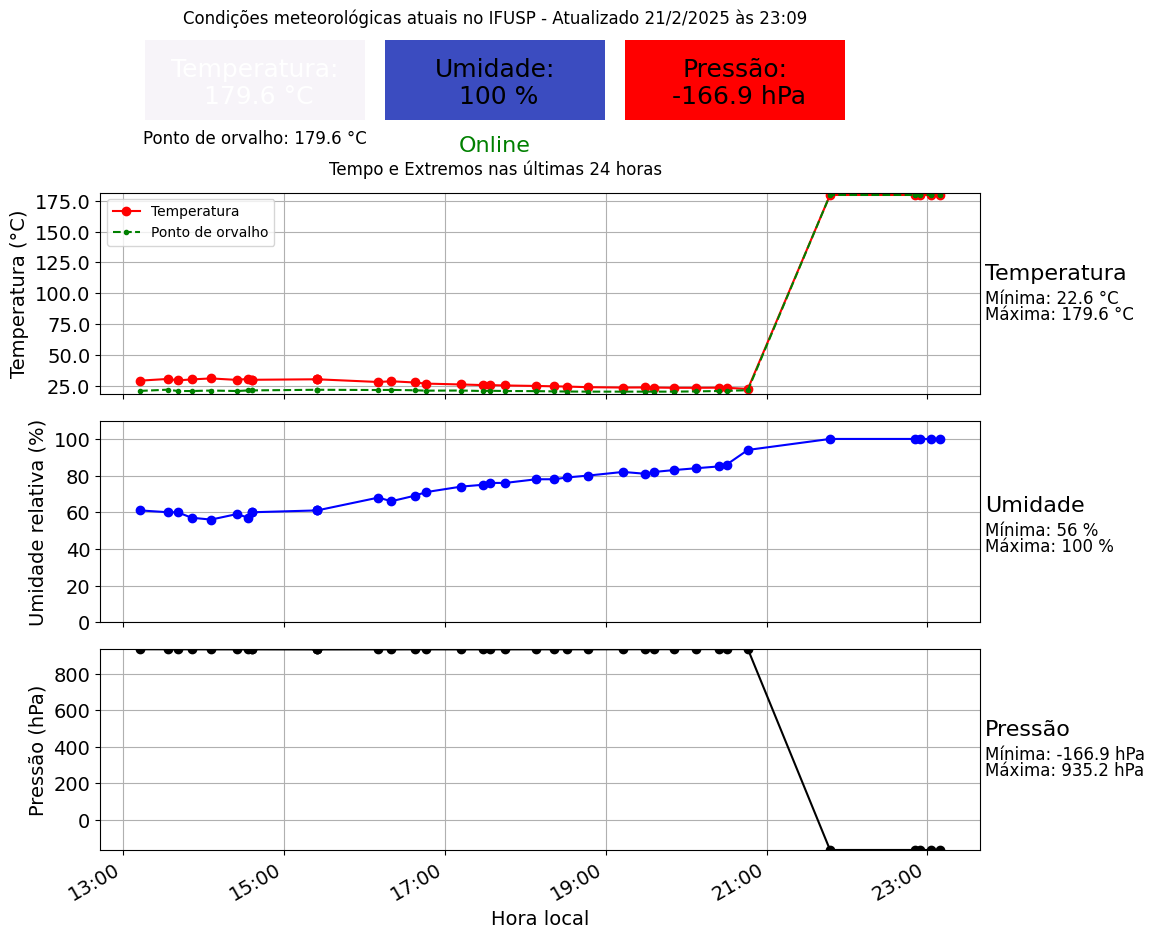 Condições meteorológicas atuais no IFUSP - Atualizado 21/2/2025 às 23:09
Temperatura:
179.6 °C
Umidade:
100 %
Pressão:
-166.9 hPa
Ponto de orvalho: 179.6 °C
Online
Tempo e Extremos nas últimas 24 horas
Temperatura (°C)
175.0
150.0
125.0
100.0
75.0
50.0
25.0
Temperatura
Ponto de orvalho
Temperatura
Mínima: 22.6 °C
Máxima: 179.6 °C
Umidade relativa (%)
100
80
60
40
20
0
Umidade
Mínima: 56 %
Máxima: 100 %
Pressão (hPa)
800
600
400
200
0
Pressão
Mínima: -166.9 hPa
Máxima: 935.2 hPa
13:00
15:00
17:00
19:00
21:00
23:00
Hora local